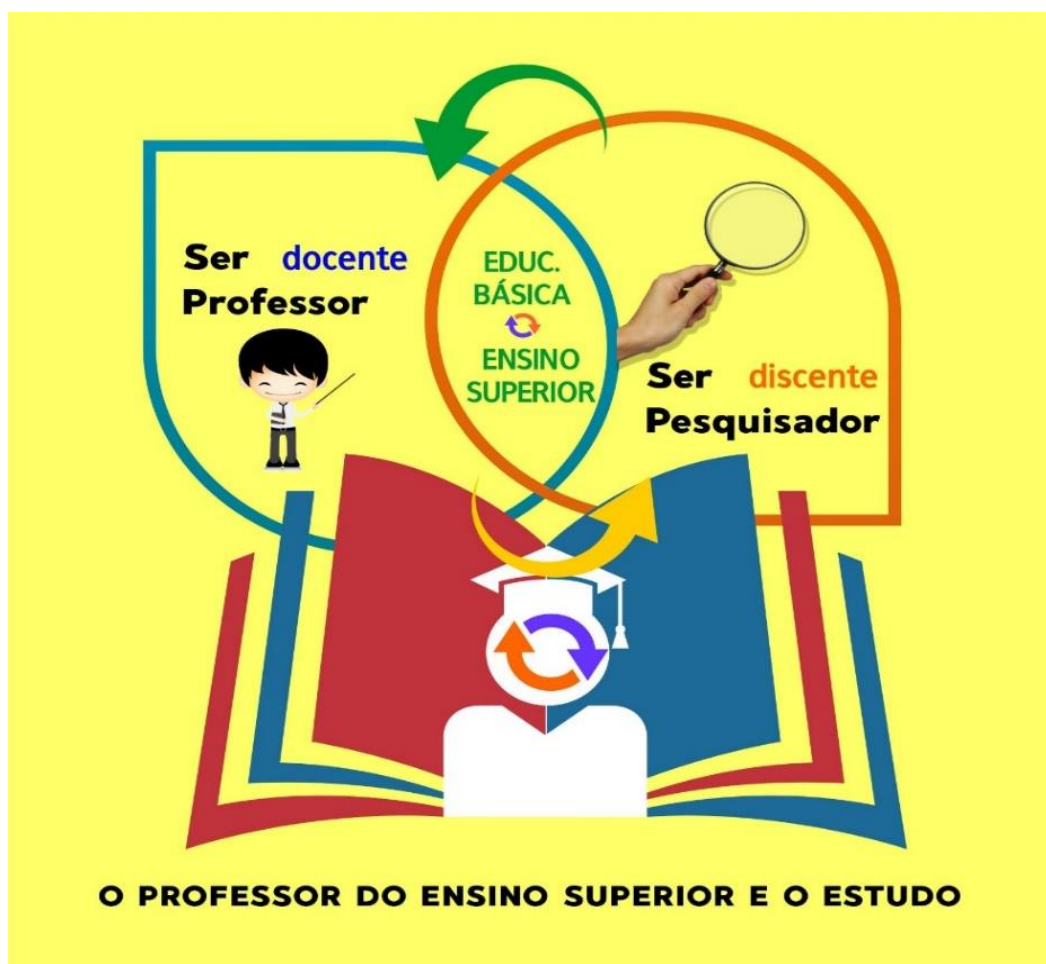 Ser docente
Professor
EDUC.
BÁSICA
ENSINO
SUPERIOR
Ser discente
Pesquisador
O PROFESSOR DO ENSINO SUPERIOR E O ESTUDO